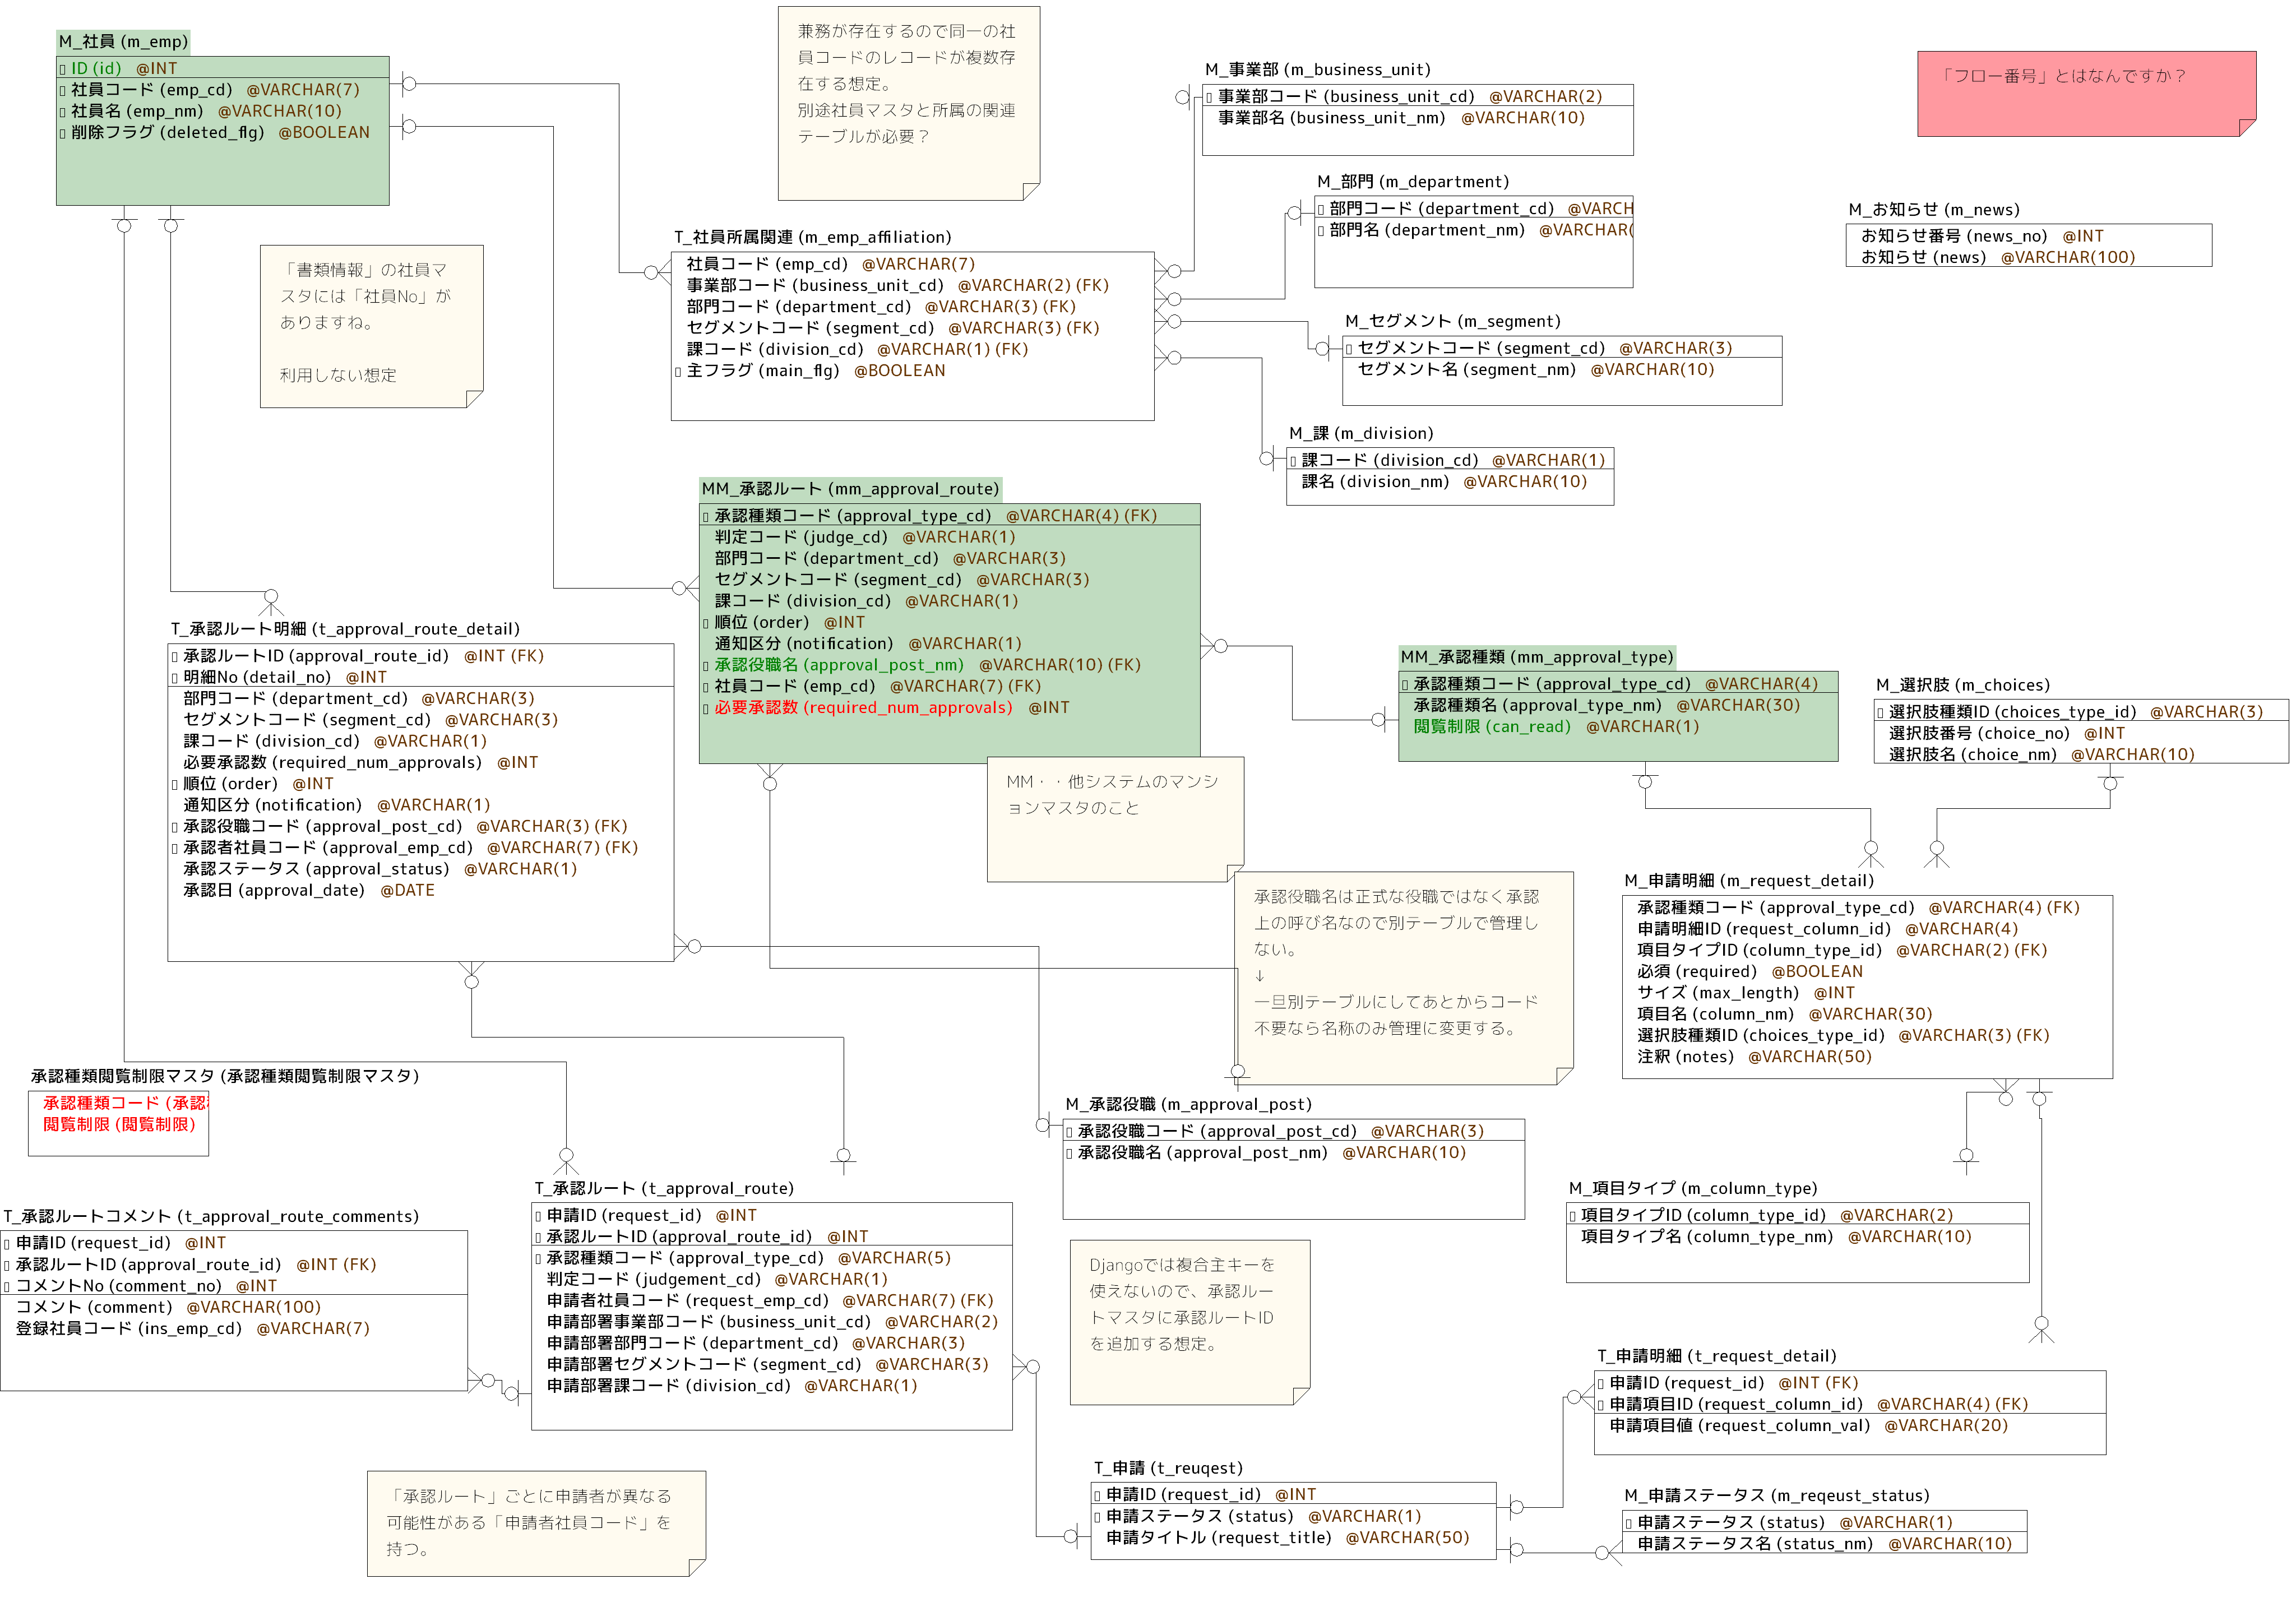 M_社員 (m_emp)
ID (id) @INT
社員コード (emp_cd) @VARCHAR(7)
社員名 (emp_nm) @VARCHAR(10)
削除フラグ (deleted_flg) @BOOLEAN
兼務が存在するので同一の社
員コードのレコードが複数存
在する想定。
別途社員マスタと所属の関連
テーブルが必要？
M_事業部 (m_business_unit)
事業部コード (business_unit_cd) @VARCHAR(2)
事業部名 (business_unit_nm) @VARCHAR(10)
「フロー番号」とはなんですか？
M_部門 (m_department)
部門コード (department_cd) @VARCH
部門名 (department_nm) @VARCHAR(
M_お知らせ (m_news)
お知らせ番号 (news_no) @INT
お知らせ (news) @VARCHAR(100)
「書類情報」の社員マ
スタには「社員No」が
ありますね。
利用しない想定
T_社員所属関連 (m_emp_affiliation)
社員コード (emp_cd) @VARCHAR(7)
事業部コード (business_unit_cd) @VARCHAR(2) (FK)
部門コード (department_cd) @VARCHAR(3) (FK)
セグメントコード (segment_cd) @VARCHAR(3) (FK)
課コード (division_cd) @VARCHAR(1) (FK)
主フラグ (main_flg) @BOOLEAN
M_セグメント (m_segment)
セグメントコード (segment_cd) @VARCHAR(3)
セグメント名 (segment_nm) @VARCHAR(10)
M_課 (m_division)
課コード (division_cd) @VARCHAR(1)
課名 (division_nm) @VARCHAR(10)
MM_承認ルート (mm_approval_route)
承認種類コード (approval_type_cd) @VARCHAR(4) (FK)
判定コード (judge_cd) @VARCHAR(1)
部門コード (department_cd) @VARCHAR(3)
セグメントコード (segment_cd) @VARCHAR(3)
課コード (division_cd) @VARCHAR(1)
順位 (order) @INT
通知区分 (notification) @VARCHAR(1)
承認役職名 (approval_post_nm) @VARCHAR(10) (FK)
社員コード (emp_cd) @VARCHAR(7) (FK)
必要承認数 (required_num_approvals) @INT
T_承認ルート明細 (t_approval_route_detail)
承認ルートID (approval_route_id) @INT (FK)
明細No (detail_no) @INT
部門コード (department_cd) @VARCHAR(3)
セグメントコード (segment_cd) @VARCHAR(3)
課コード (division_cd) @VARCHAR(1)
必要承認数 (required_num_approvals) @INT
順位 (order) @INT
通知区分 (notification) @VARCHAR(1)
承認役職コード (approval_post_cd) @VARCHAR(3) (FK)
承認者社員コード (approval_emp_cd) @VARCHAR(7) (FK)
承認ステータス (approval_status) @VARCHAR(1)
承認日 (approval_date) @DATE
MM_承認種類 (mm_approval_type)
承認種類コード (approval_type_cd) @VARCHAR(4)
承認種類名 (approval_type_nm) @VARCHAR(30)
閲覧制限 (can_read) @VARCHAR(1)
M_選択肢 (m_choices)
選択肢種類ID (choices_type_id) @VARCHAR(3)
選択肢番号 (choice_no) @INT
選択肢名 (choice_nm) @VARCHAR(10)
MM・・他システムのマンシ
ョンマスタのこと
承認役職名は正式な役職ではなく承認
上の呼び名なので別テーブルで管理し
ない。
↓
一旦別テーブルにしてあとからコード
不要なら名称のみ管理に変更する。
M_申請明細 (m_request_detail)
承認種類コード (approval_type_cd) @VARCHAR(4) (FK)
申請明細ID (request_column_id) @VARCHAR(4)
項目タイプID (column_type_id) @VARCHAR(2) (FK)
必須 (required) @BOOLEAN
サイズ (max_length) @INT
項目名 (column_nm) @VARCHAR(30)
選択肢種類ID (choices_type_id) @VARCHAR(3) (FK)
注釈 (notes) @VARCHAR(50)
承認種類閲覧制限マスタ (承認種類閲覧制限マスタ)
承認種類コード (承認
閲覧制限 (閲覧制限)
M_承認役職 (m_approval_post)
承認役職コード (approval_post_cd) @VARCHAR(3)
承認役職名 (approval_post_nm) @VARCHAR(10)
T_承認ルートコメント (t_approval_route_comments)
申請ID (request_id) @INT
承認ルートID (approval_route_id) @INT (FK)
コメントNo (comment_no) @INT
コメント (comment) @VARCHAR(100)
登録社員コード (ins_emp_cd) @VARCHAR(7)
T_承認ルート (t_approval_route)
申請ID (request_id) @INT
承認ルートID (approval_route_id) @INT
承認種類コード (approval_type_cd) @VARCHAR(5)
判定コード (judgement_cd) @VARCHAR(1)
申請者社員コード (request_emp_cd) @VARCHAR(7) (FK)
申請部署事業部コード (business_unit_cd) @VARCHAR(2)
申請部署部門コード (department_cd) @VARCHAR(3)
申請部署セグメントコード (segment_cd) @VARCHAR(3)
申請部署課コード (division_cd) @VARCHAR(1)
M_項目タイプ (m_column_type)
項目タイプID (column_type_id) @VARCHAR(2)
項目タイプ名 (column_type_nm) @VARCHAR(10)
Djangoでは複合主キーを
使えないので、承認ルー
トマスタに承認ルートID
を追加する想定。
T_申請明細 (t_request_detail)
申請ID (request_id) @INT (FK)
申請項目ID (request_column_id) @VARCHAR(4) (FK)
申請項目値 (request_column_val) @VARCHAR(20)
「承認ルート」ごとに申請者が異なる
可能性がある「申請者社員コード」を
持つ。
T_申請 (t_reuqest)
申請ID (request_id) @INT
申請ステータス (status) @VARCHAR(1)
申請タイトル (request_title) @VARCHAR(50)
M_申請ステータス (m_reqeust_status)
申請ステータス (status) @VARCHAR(1)
申請ステータス名 (status_nm) @VARCHAR(10)